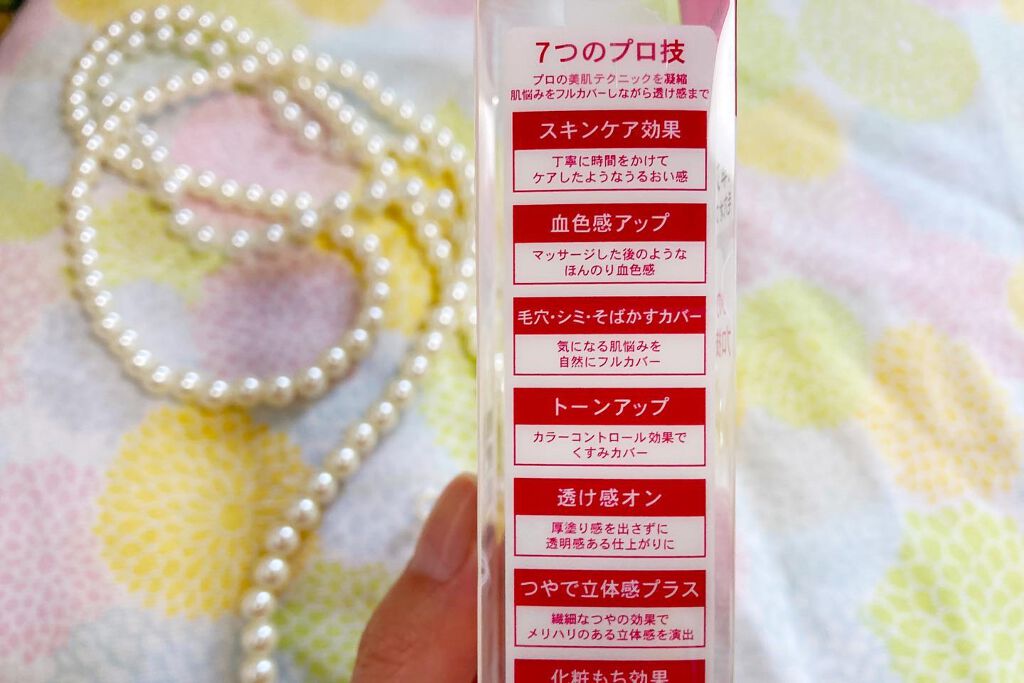 7つのプロ技
プロの美肌テクニックを凝縮
肌悩みをフルカバーしながら透け感まで
スキンケア効果
丁寧に時間をかけて
ケアしたようなうるおい感
血色感アップ
マッサージした後のような
ほんのり血色感
毛穴・シミ・そばかすカバー
気になる肌悩みを
自然にフルカバー
トーンアップ
カラーコントロール効果で
くすみカバー
透け感オン
厚塗り感を出さずに
透明感ある仕上がりに
つやで立体感プラス
繊細なつやの効果で
メリハリのある立体感を演出
化粧もち効果